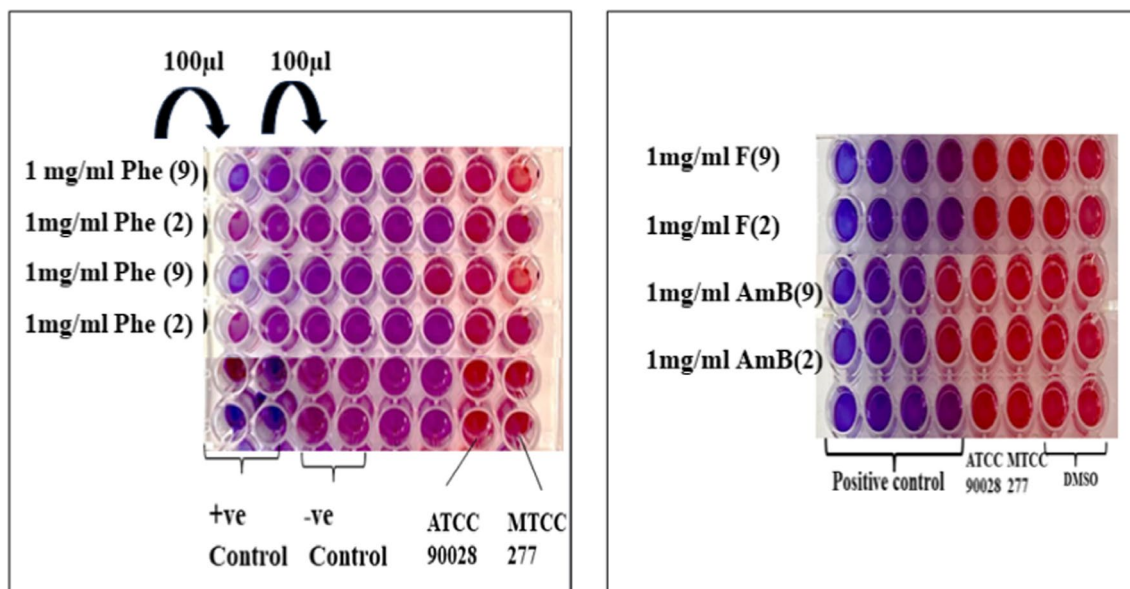 100µl 100µl
1 mg/ml Phe (9)
1mg/ml Phe (2)
1mg/ml Phe (9)
1mg/ml Phe (2)
+ve
Control
-ve
Control
ATCC
90028
MTCC
277
1mg/ml F(9)
1mg/ml F(2)
1mg/ml AmB(9)
1mg/ml AmB(2)
Positive control
ATCC
90028
MTCC
277
DMSO